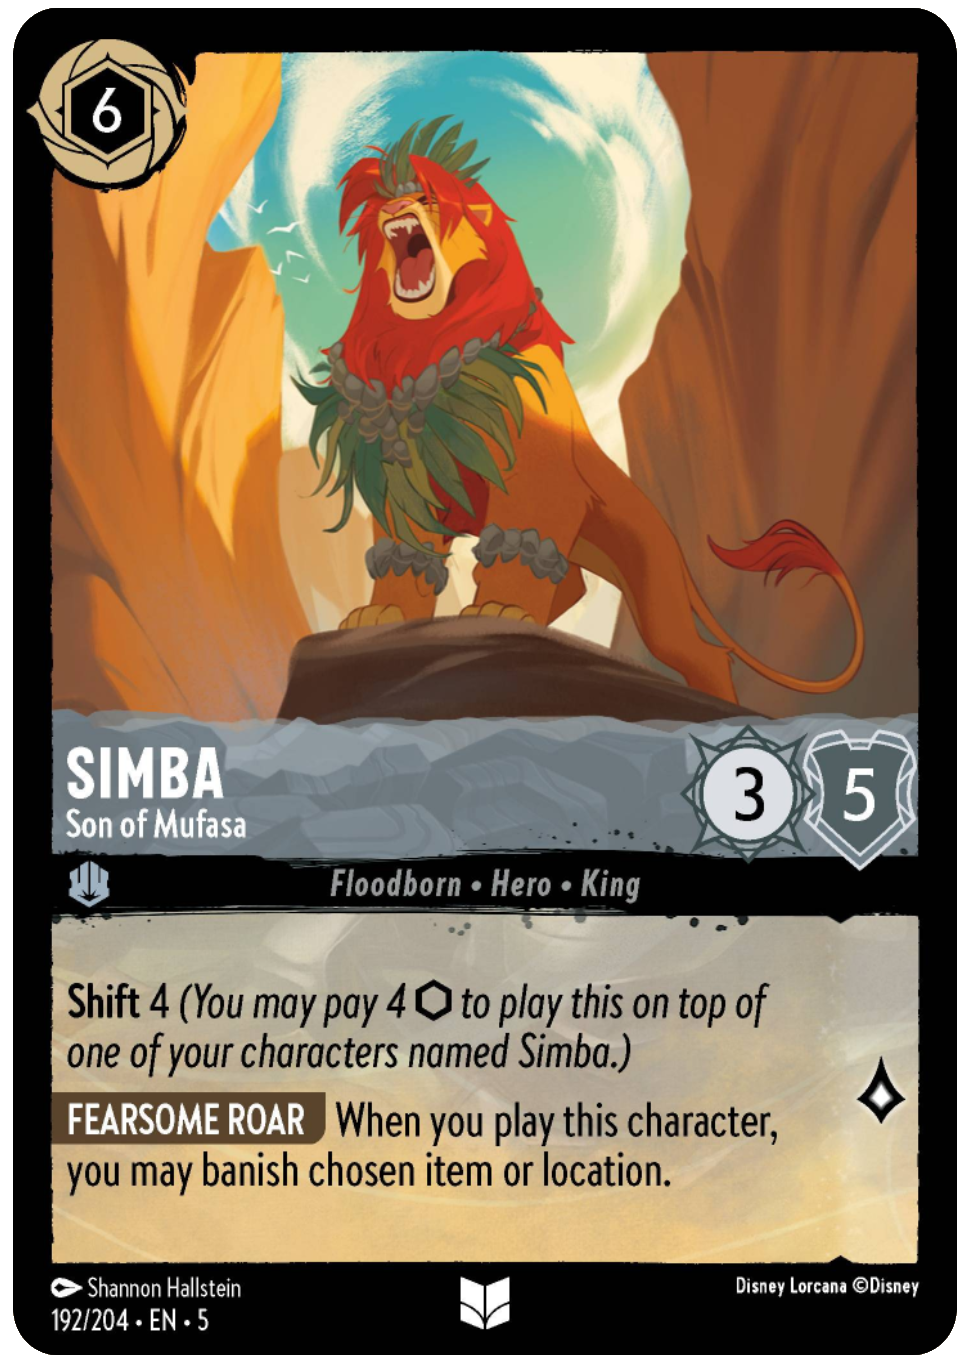 6
SIMBA
Son of Mufasa
3
5
Floodborn • Hero • King
Shift 4 (You may pay 4 ⬡ to play this on top of
one of your characters named Simba.)
FEARSOME ROAR When you play this character,
you may banish chosen item or location.
Shannon Hallstein
192/204 • EN • 5
Disney Lorcana ©Disney